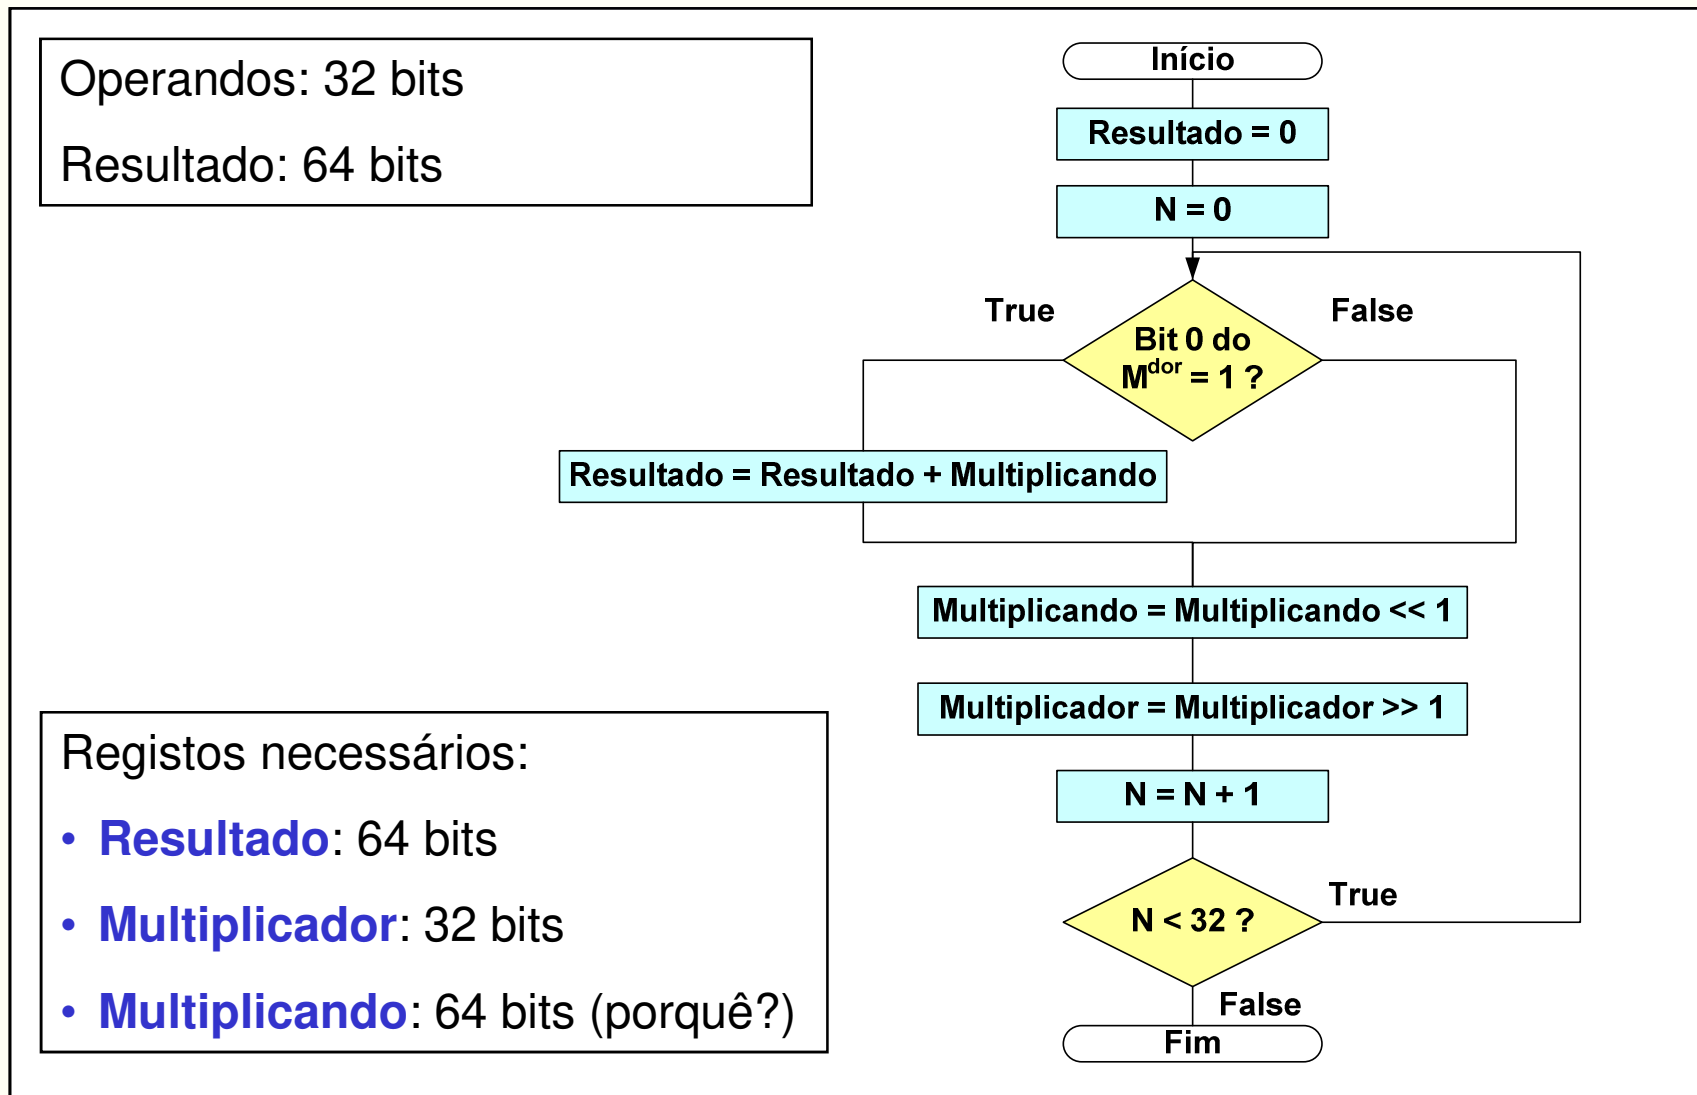 Operandos: 32 bits
Resultado: 64 bits
Início
Resultado = 0
N = 0
True
False
Bit 0 do
Mdor = 1 ?
Resultado = Resultado + Multiplicando
Multiplicando = Multiplicando << 1
Multiplicador = Multiplicador >> 1
N = N + 1
N < 32 ?
True
False
Fim
Registos necessários:
• Resultado: 64 bits
• Multiplicador: 32 bits
• Multiplicando: 64 bits (porquê?)